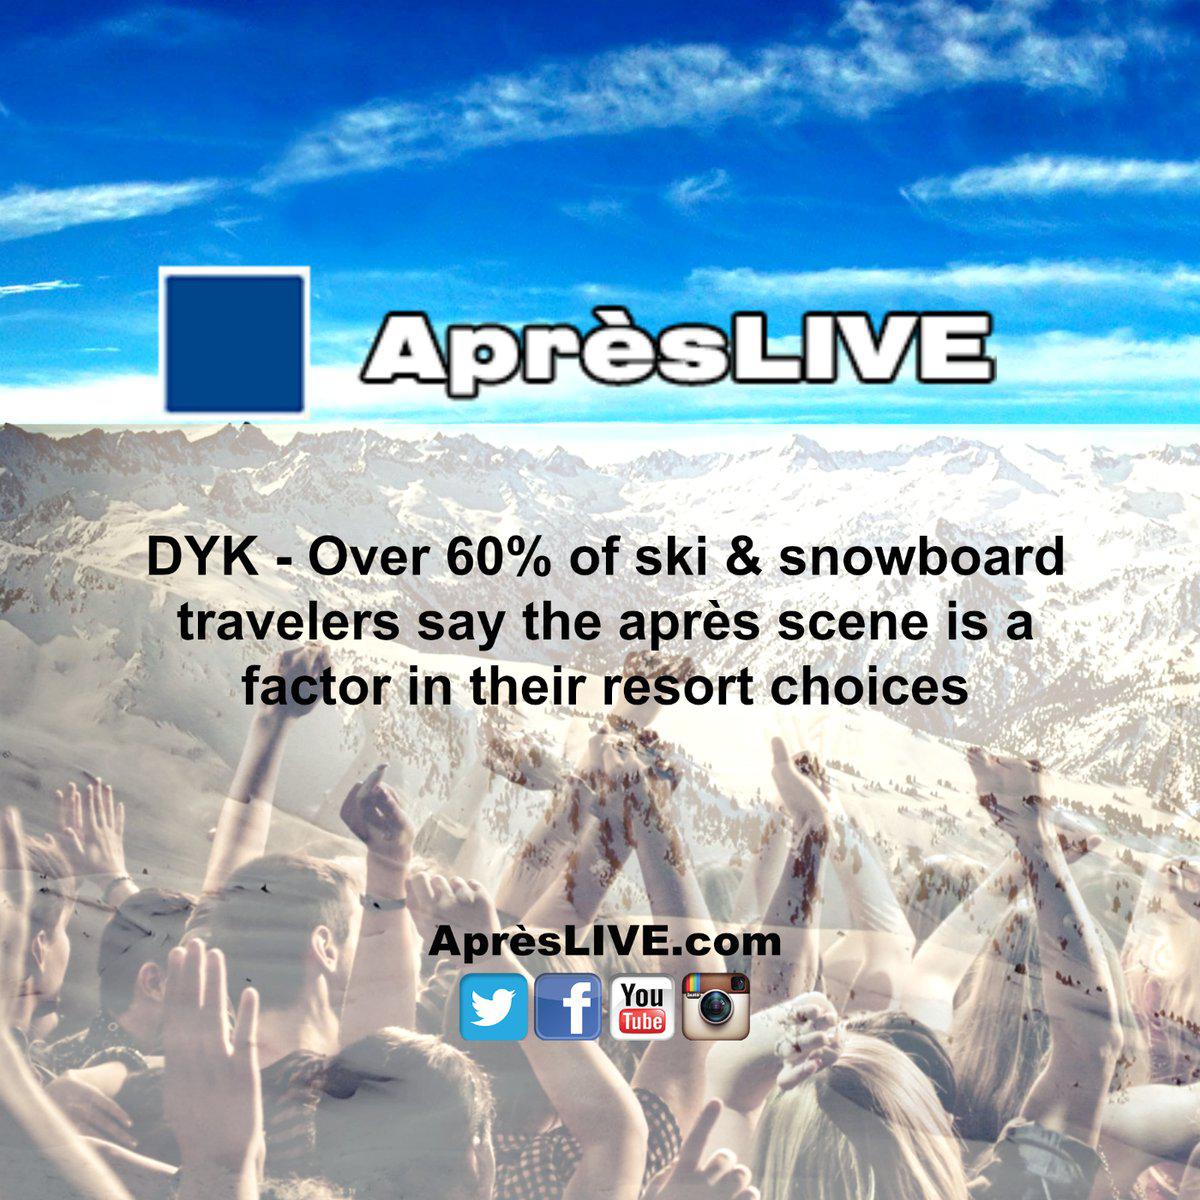 AprèsLIVE
DYK - Over 60% of ski & snowboard
travelers say the après scene is a
factor in their resort choices
AprèsLIVE.com
You
Tube